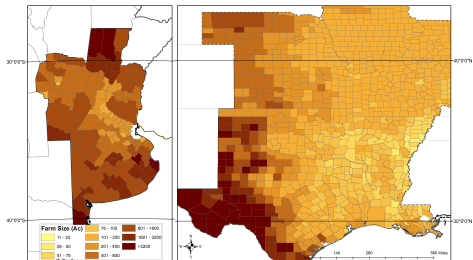 30°0'0"S
40°0'0"S
40°0'0"N
30°0'0"N
Farm Size (Ac)
11 - 25
26 - 50
51 - 75
76 - 100
101 - 200
201 - 400
401 - 800
801 - 1600
1601 - 3200
>3200
140
280
560 Miles